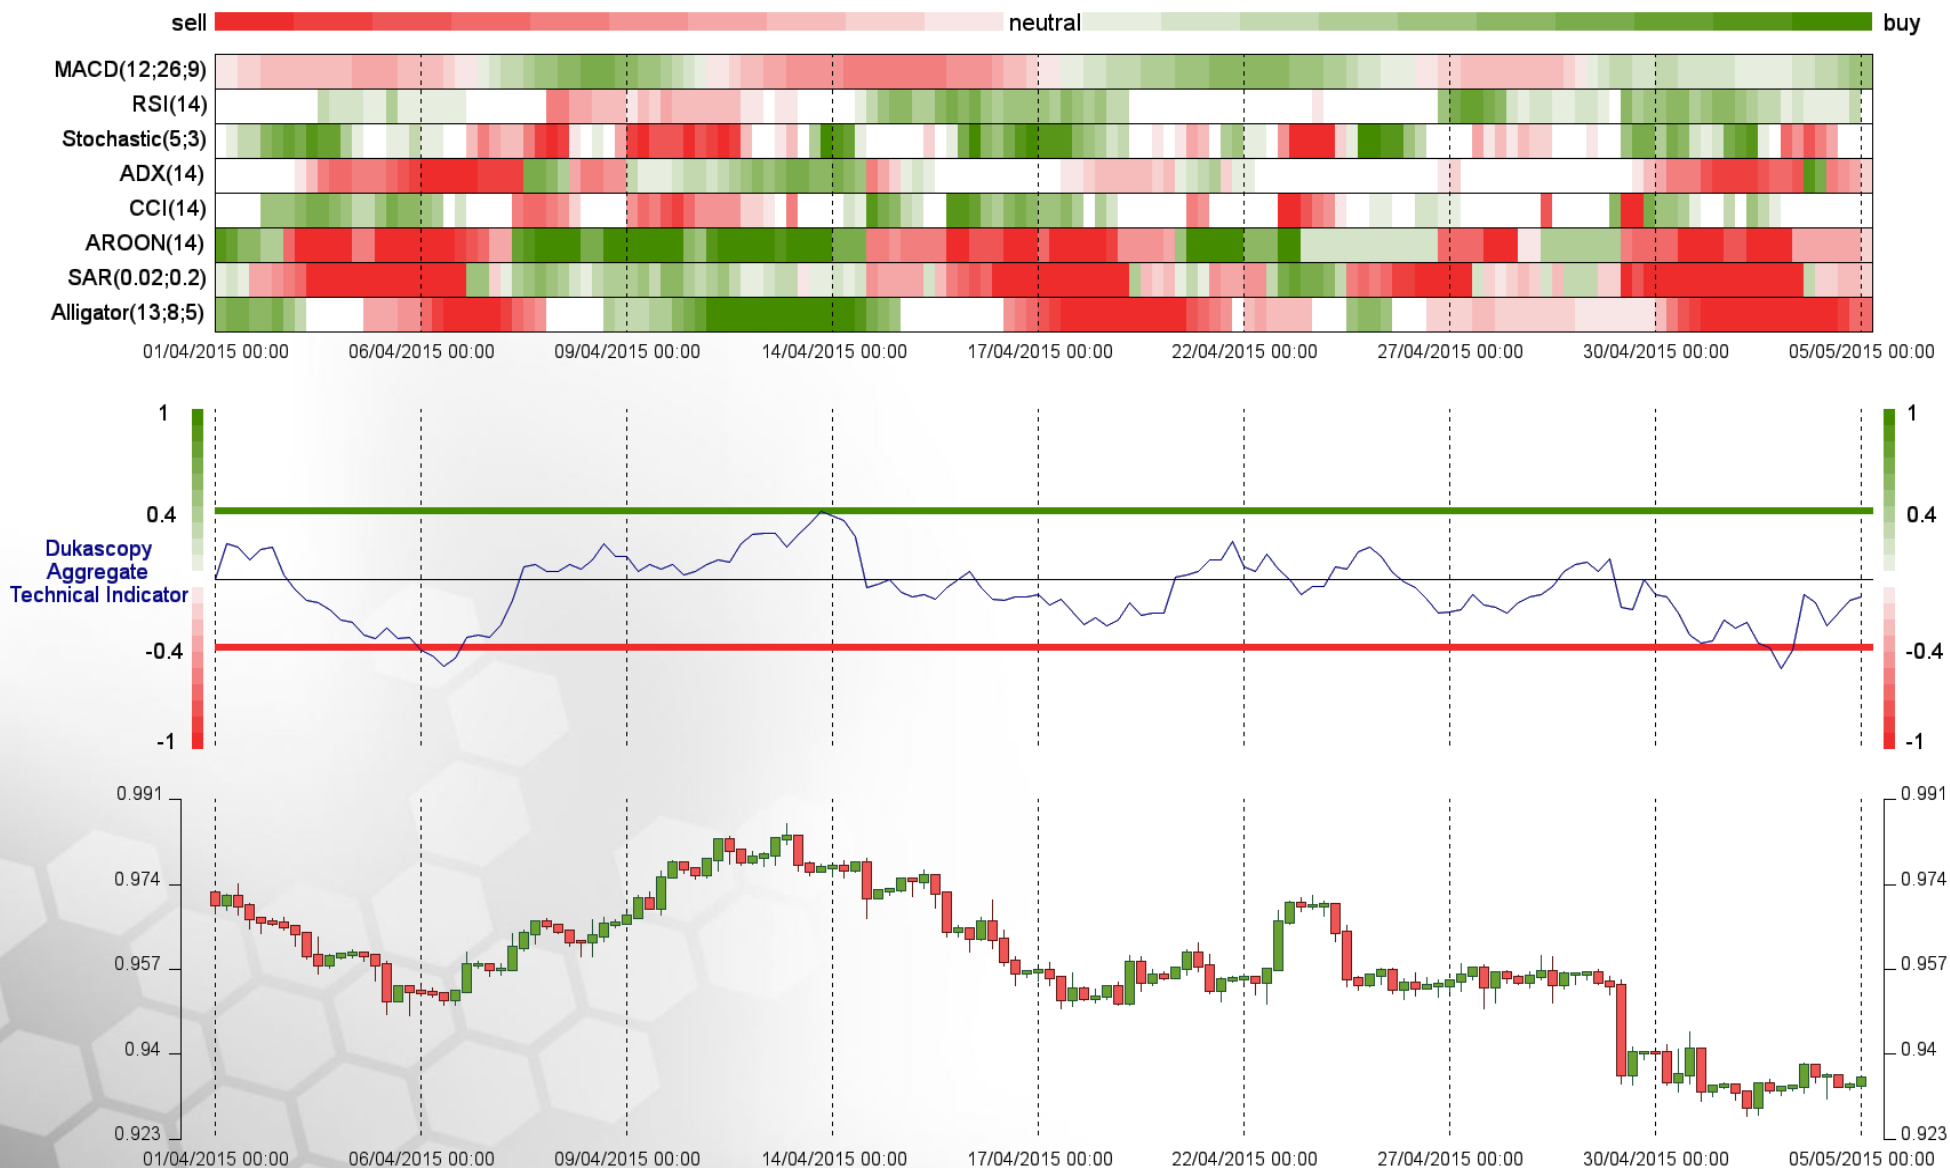 sell neutral buy
MACD(12;26;9)
RSI(14)
Stochastic(5;3)
ADX(14)
CCI(14)
AROON(14)
SAR(0.02;0.2)
Alligator(13;8;5)
01/04/2015 00:00 06/04/2015 00:00 09/04/2015 00:00 14/04/2015 00:00 17/04/2015 00:00 22/04/2015 00:00 27/04/2015 00:00 30/04/2015 00:00 05/05/2015 00:00
1 1
0.4 0.4
Dukascopy
Aggregate
Technical Indicator
-0.4 -0.4
-1 -1
0.991 0.991
0.974 0.974
0.957 0.957
0.94 0.94
0.923 0.923
01/04/2015 00:00 06/04/2015 00:00 09/04/2015 00:00 14/04/2015 00:00 17/04/2015 00:00 22/04/2015 00:00 27/04/2015 00:00 30/04/2015 00:00 05/05/2015 00:00